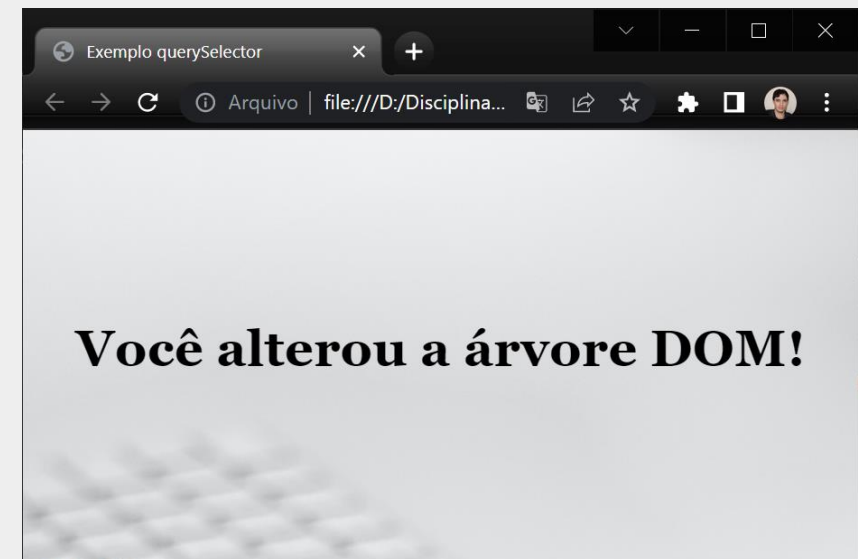 Exemplo querySelector
Arquivo | file:///D:/Disciplina...
Você alterou a árvore DOM!